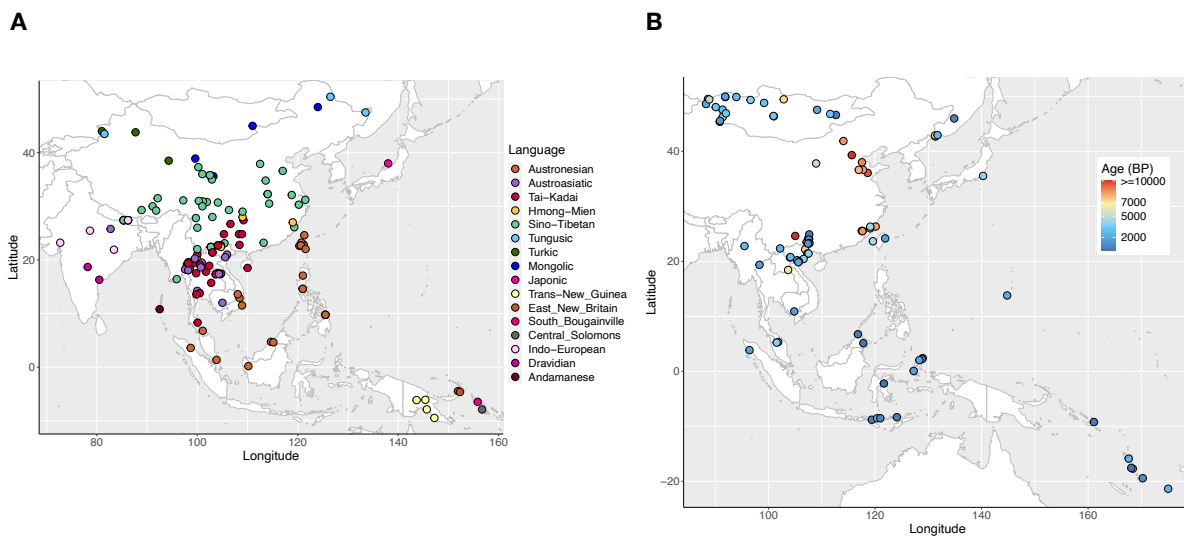 A
B
Latitude
40
20
0
80
100
120
140
160
Longitude
Language
Austronesian
Austroasiatic
Tai−Kadai
Hmong−Mien
Sino−Tibetan
Tungusic
Turkic
Mongolic
Japonic
Trans−New_Guinea
East_New_Britain
South_Bougainville
Central_Solomons
Indo−European
Dravidian
Andamanese
Latitude
40
20
0
−20
100
120
140
160
Longitude
Age (BP)
>=10000
7000
5000
2000